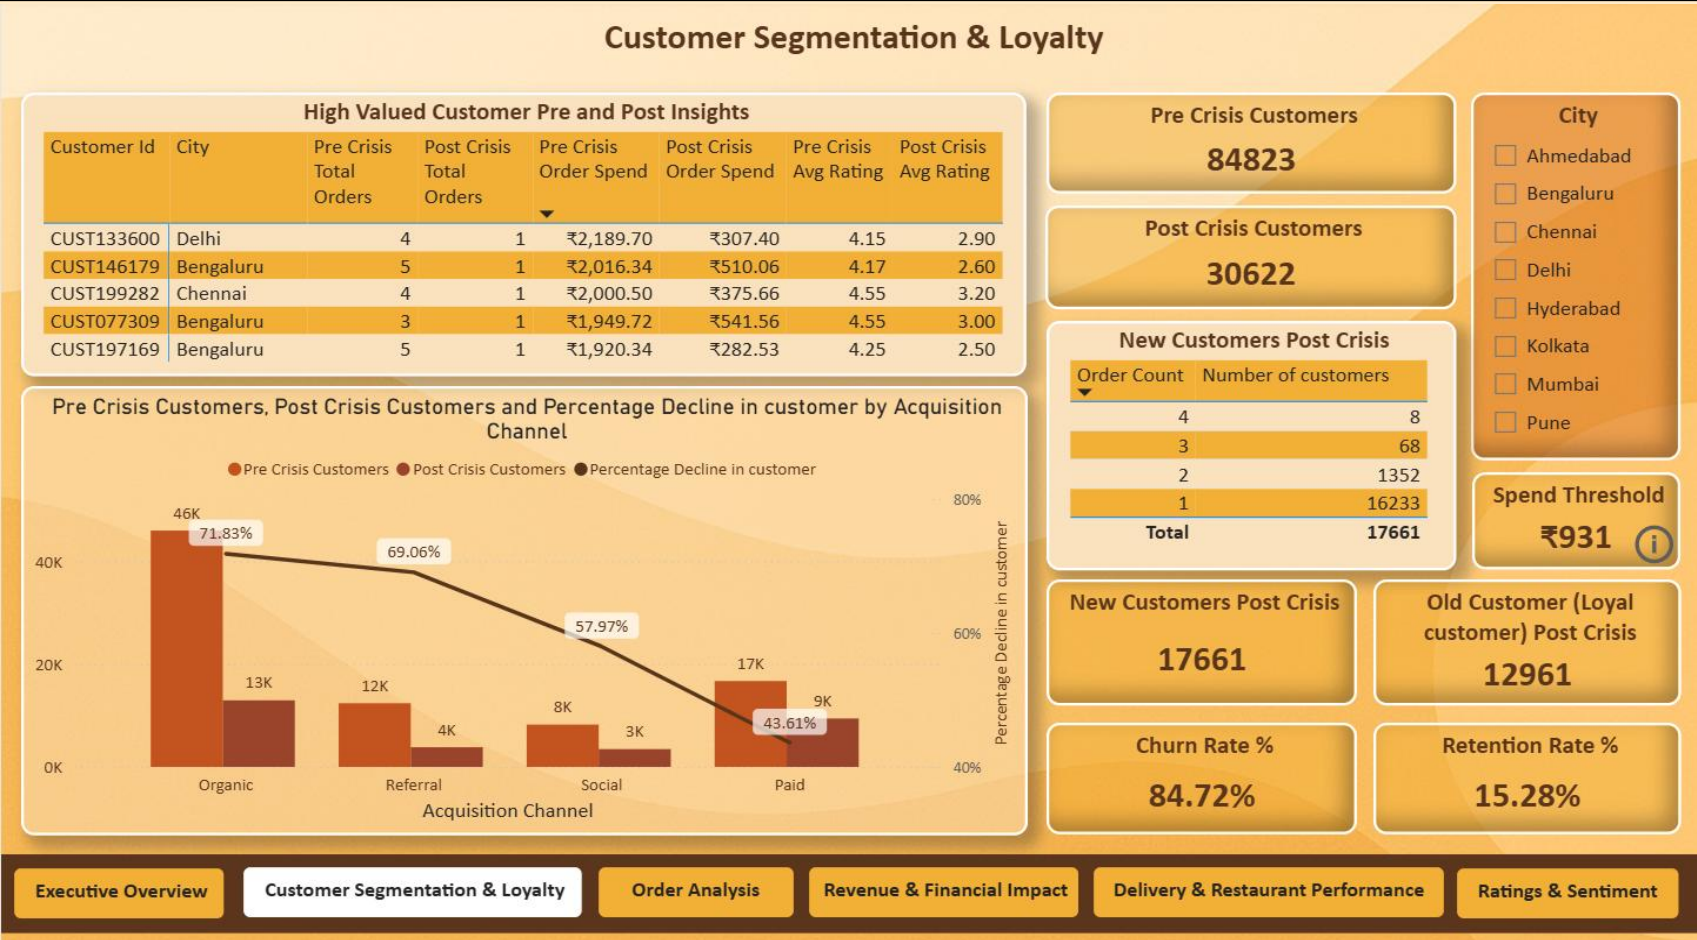 Customer Segmentation & Loyalty
High Valued Customer Pre and Post Insights
Customer Id City Pre Crisis Total Orders Post Crisis Total Orders Pre Crisis Order Spend Post Crisis Order Spend Pre Crisis Avg Rating Post Crisis Avg Rating
CUST133600 Delhi 4 1 ₹2,189.70 ₹307.40 4.15 2.90
CUST146179 Bengaluru 5 1 ₹2,016.34 ₹510.06 4.17 2.60
CUST199282 Chennai 4 1 ₹2,000.50 ₹375.66 4.55 3.20
CUST077309 Bengaluru 3 1 ₹1,949.72 ₹541.56 4.55 3.00
CUST197169 Bengaluru 5 1 ₹1,920.34 ₹282.53 4.25 2.50
Pre Crisis Customers, Post Crisis Customers and Percentage Decline in customer by Acquisition
Channel
Pre Crisis Customers Post Crisis Customers Percentage Decline in customer
40K
20K
0K
46K
71.83%
13K
12K
69.06%
4K
8K
57.97%
3K
17K
43.61%
9K
80%
60%
40%
Percentage Decline in customer
Organic Referral Social Paid
Acquisition Channel
Pre Crisis Customers
84823
Post Crisis Customers
30622
New Customers Post Crisis
Order Count Number of customers
4 8
3 68
2 1352
1 16233
Total 17661
City
Ahmedabad
Bengaluru
Chennai
Delhi
Hyderabad
Kolkata
Mumbai
Pune
Spend Threshold
₹931 i
New Customers Post Crisis
17661
Old Customer (Loyal
customer) Post Crisis
12961
Churn Rate %
84.72%
Retention Rate %
15.28%
Executive Overview Customer Segmentation & Loyalty Order Analysis Revenue & Financial Impact Delivery & Restaurant Performance Ratings & Sentiment